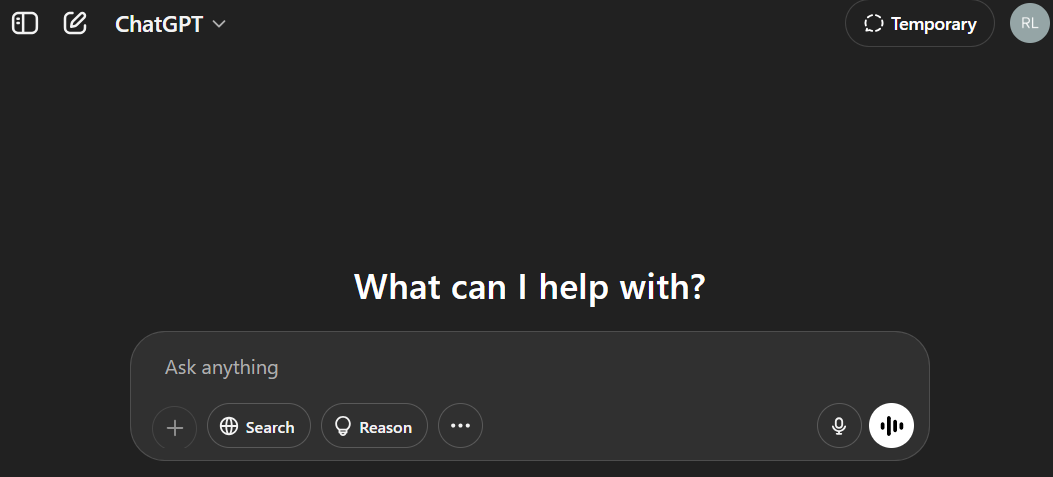 ChatGPT
Temporary
RL
What can I help with?
Ask anything
Search
Reason